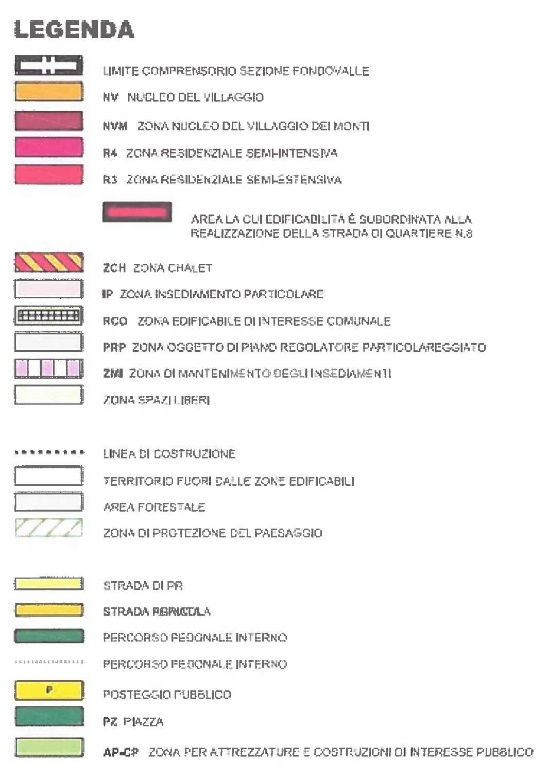 LEGENDA
LIMITE COMPRENSORIO SEZIONE FONDOVALLE
NV NUCLEO DEL VILLAGGIO
NVM ZONA NUCLEO DEL VILLAGGIO DEI MONTI
R4 ZONA RESIDENZIALE SEMI-INTENSIVA
R3 ZONA RESIDENZIALE SEMI-ESTENSIVA
AREA LA CUI EDIFICABILITÀ È SUBORDINATA ALLA
REALIZZAZIONE DELLA STRADA DI QUARTIERE N.8
ZCH ZONA CHALET
IP ZONA INSEDIAMENTO PARTICOLARE
RCO ZONA EDIFICABILE DI INTERESSE COMUNALE
PRP ZONA OGGETTO DI PIANO REGOLATORE PARTICOLAREGGIATO
ZMI ZONA DI MANTENIMENTO DEGLI INSEDIAMENTI
ZONA SPAZI LIBERI
LINEA DI COSTRUZIONE
TERRITORIO FUORI DALLE ZONE EDIFICABILI
AREA FORESTALE
ZONA DI PROTEZIONE DEL PAESAGGIO
STRADA DI PR
STRADA
PERCORSO PEDONALE INTERNO
PERCORSO PEDONALE INTERNO
P POSTEGGIO PUBBLICO
PZ PIAZZA
AP-CP ZONA PER ATTREZZATURE E COSTRUZIONI DI INTERESSE PUBBLICO